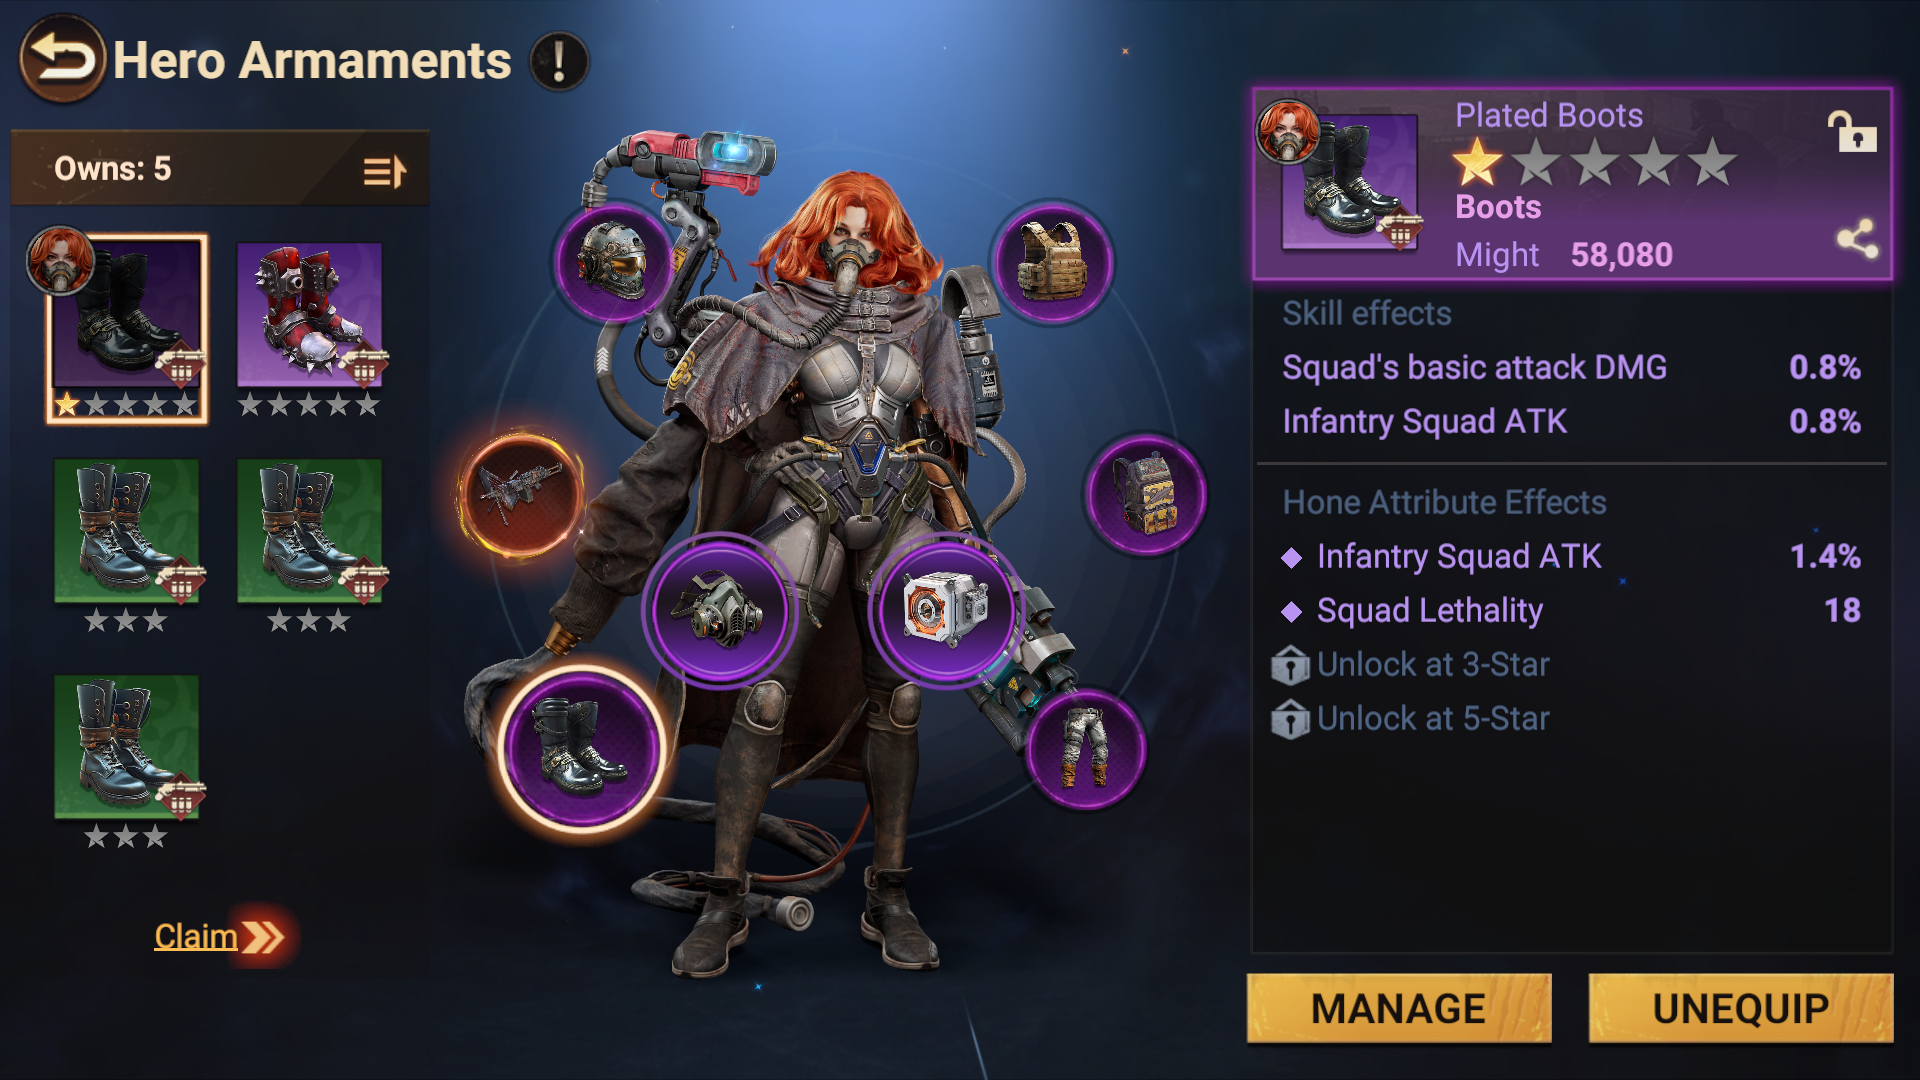 Hero Armaments
Owns: 5
Claim
Plated Boots
Boots
Might 58,080
Skill effects
Squad's basic attack DMG 0.8%
Infantry Squad ATK 0.8%
Hone Attribute Effects
Infantry Squad ATK 1.4%
Squad Lethality 18
Unlock at 3-Star
Unlock at 5-Star
MANAGE
UNEQUIP